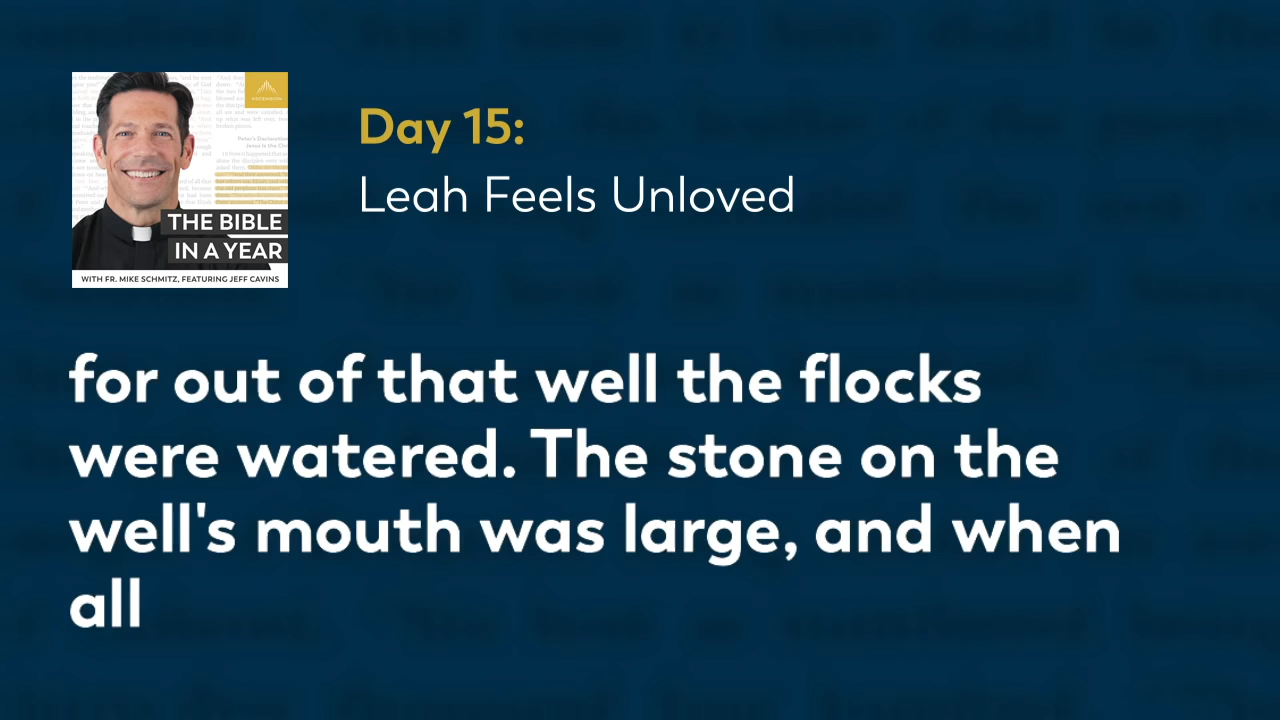 Day 15:
Leah Feels Unloved
THE BIBLE
IN A YEAR
WITH FR. MIKE SCHMITZ, FEATURING JEFF CAVINS
for out of that well the flocks
were watered. The stone on the
well's mouth was large, and when
all